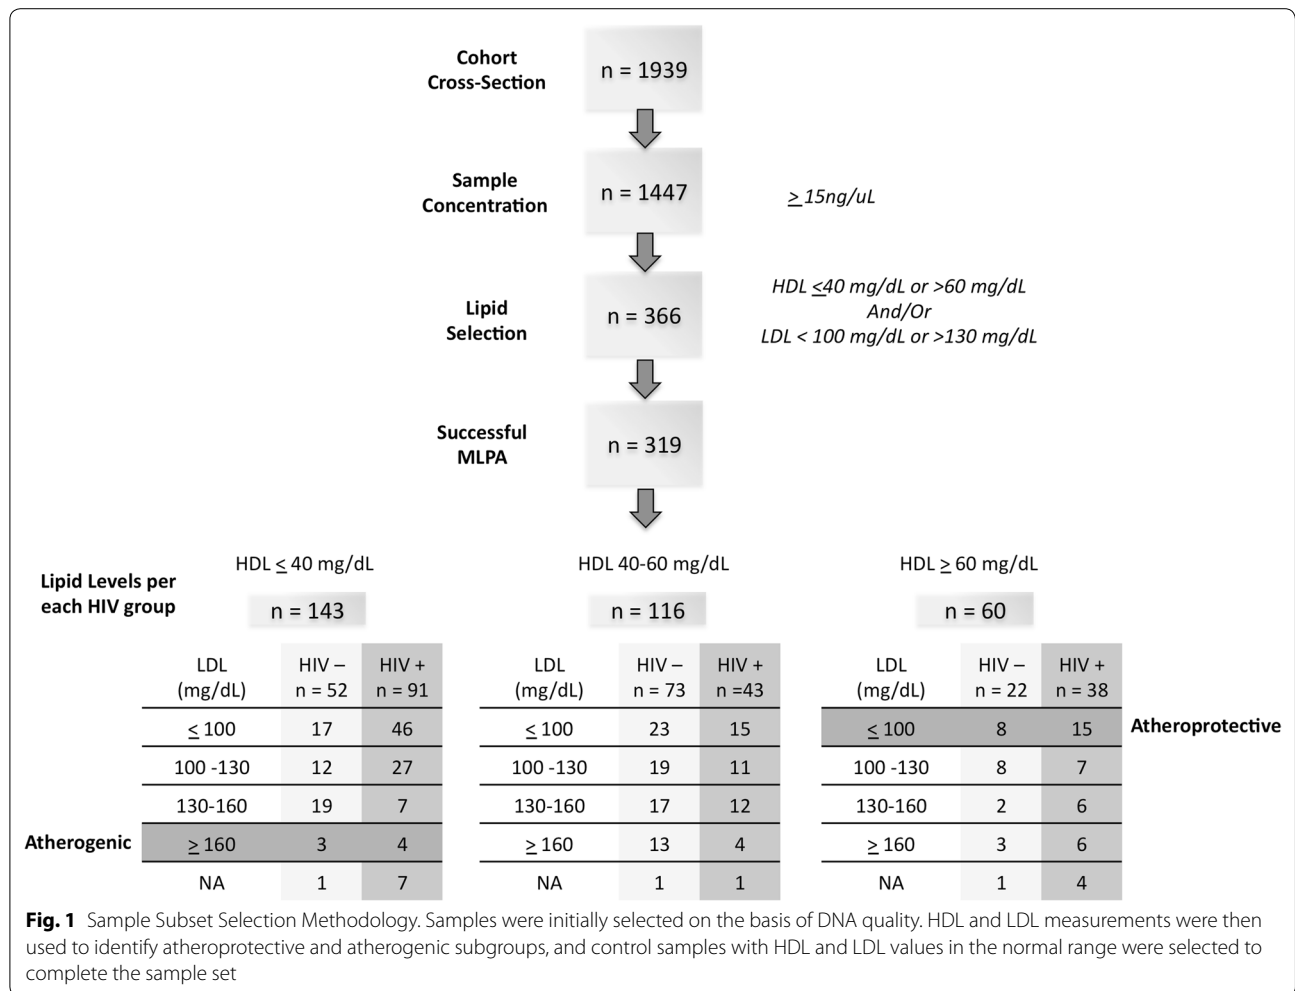 Cohort
Cross-Section
n = 1939
Sample
Concentration
n = 1447
≥ 15ng/uL
Lipid
Selection
n = 366
HDL ≤40 mg/dL or >60 mg/dL
And/Or
LDL < 100 mg/dL or >130 mg/dL
Successful
MLPA
n = 319
Lipid Levels per
each HIV group
HDL ≤ 40 mg/dL
n = 143
LDL (mg/dL) HIV – n = 52 HIV + n = 91
≤ 100 17 46
100 -130 12 27
130-160 19 7
Atherogenic ≥ 160 3 4
NA 1 7
HDL 40-60 mg/dL
n = 116
LDL (mg/dL) HIV – n = 73 HIV + n =43
≤ 100 23 15
100 -130 19 11
130-160 17 12
≥ 160 13 4
NA 1 1
HDL ≥ 60 mg/dL
n = 60
LDL (mg/dL) HIV – n = 22 HIV + n = 38
≤ 100 8 15 Atheroprotective
100 -130 8 7
130-160 2 6
≥ 160 3 6
NA 1 4
Fig. 1 Sample Subset Selection Methodology. Samples were initially selected on the basis of DNA quality. HDL and LDL measurements were then
used to identify atheroprotective and atherogenic subgroups, and control samples with HDL and LDL values in the normal range were selected to
complete the sample set